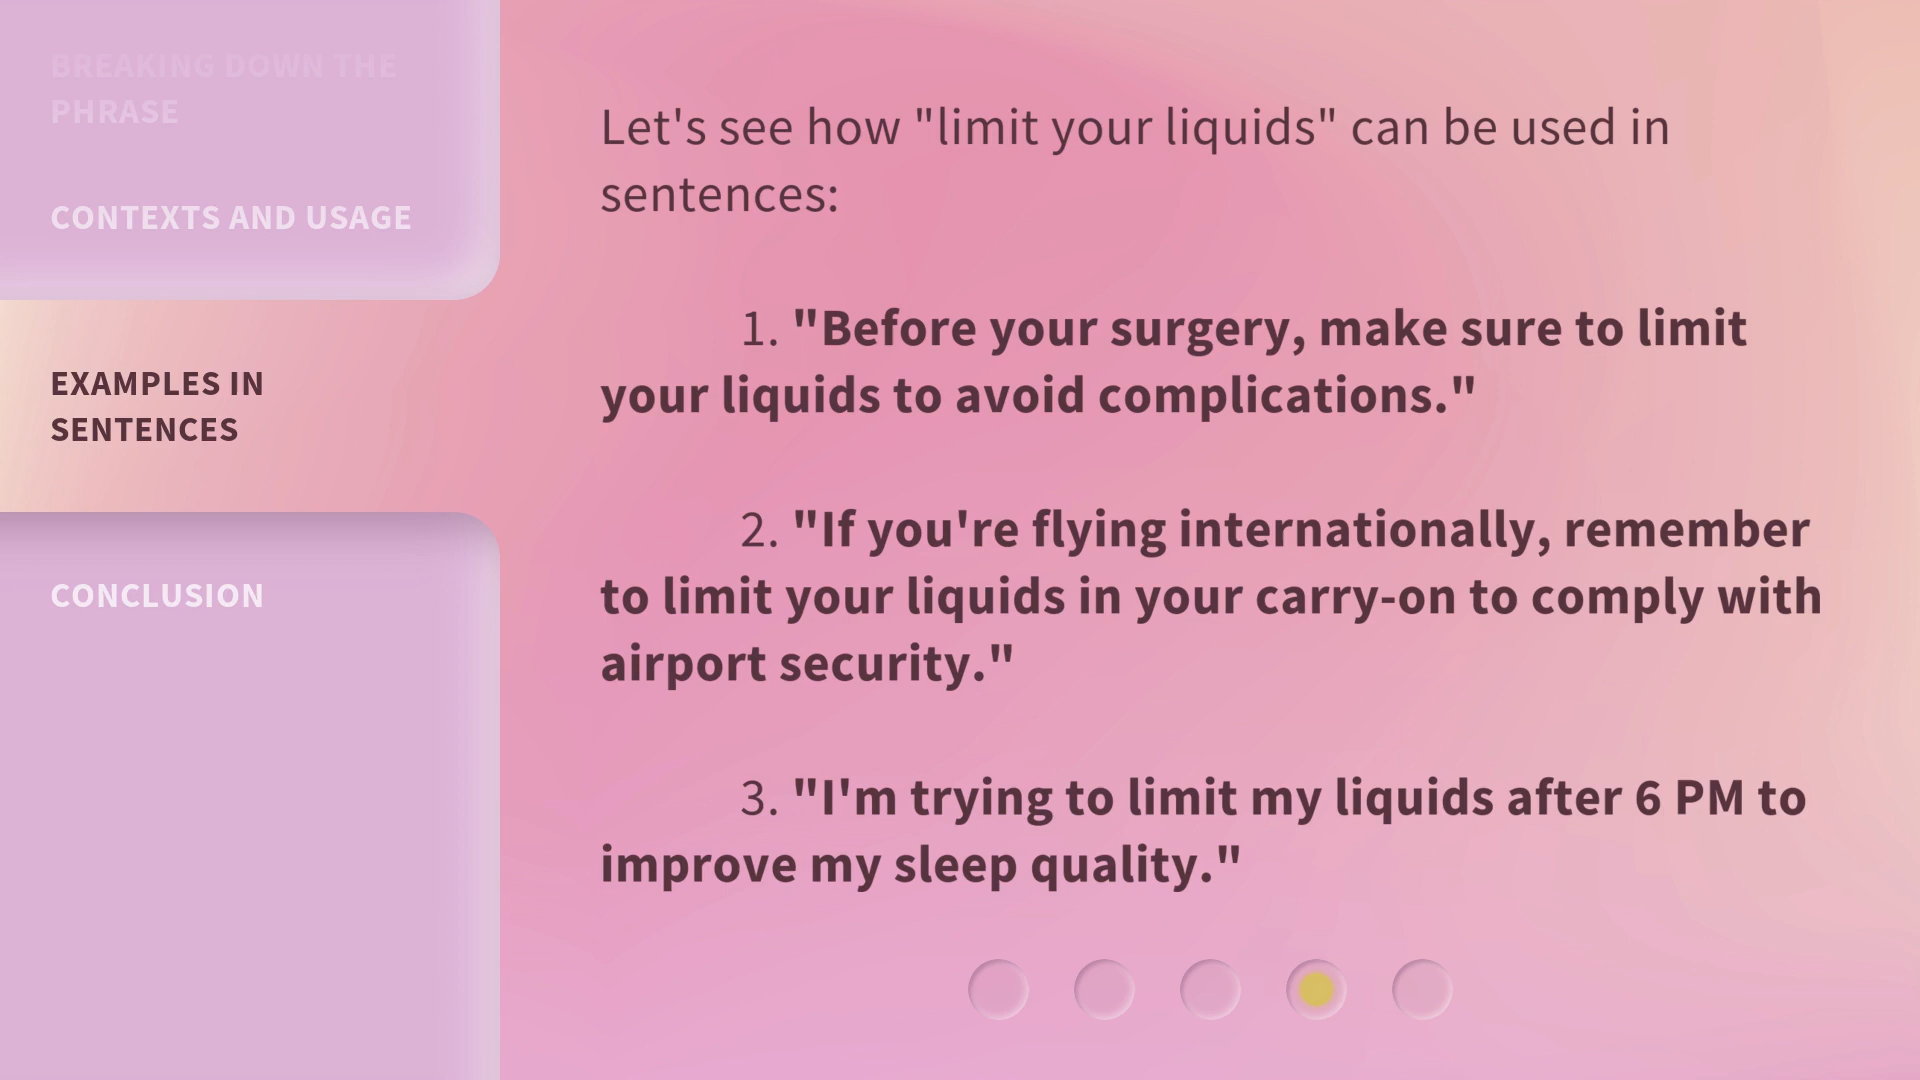 BREAKING DOWN THE
PHRASE
CONTEXTS AND USAGE
EXAMPLES IN
SENTENCES
CONCLUSION
Let's see how "limit your liquids" can be used in
sentences:
1. "Before your surgery, make sure to limit
your liquids to avoid complications."
2. "If you're flying internationally, remember
to limit your liquids in your carry-on to comply with
airport security."
3. "I'm trying to limit my liquids after 6 PM to
improve my sleep quality."